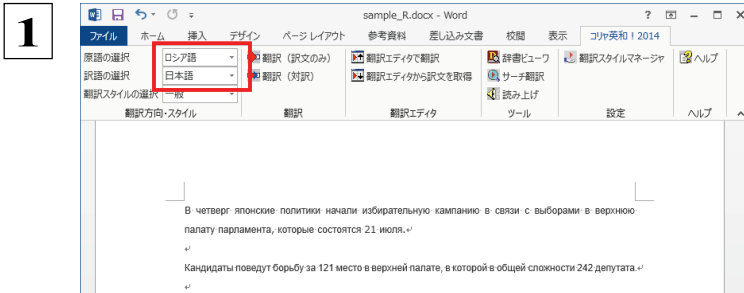 1
sample_R.docx - Word
ファイル ホーム 挿入 デザイン ページ レイアウト 参考資料 差し込み文書 校閲 表示 コリャ英和！2014
原語の選択 ロシア語 翻訳（訳文のみ） 翻訳エディタで翻訳 辞書ビューワ 翻訳スタイルマネージャ ヘルプ
訳語の選択 日本語 翻訳（対訳） 翻訳エディタから訳文を取得 サーチ翻訳
翻訳スタイルの選択 一般 読み上げ
翻訳方向・スタイル 翻訳 翻訳エディタ ツール 設定 ヘルプ
В четверг японские политики начали избирательную кампанию в связи с выборами в верхнюю
палату парламента, которые состоятся 21 июля.
Кандидаты поведут борьбу за 121 место в верхней палате, в которой в общей сложности 242 депутата.